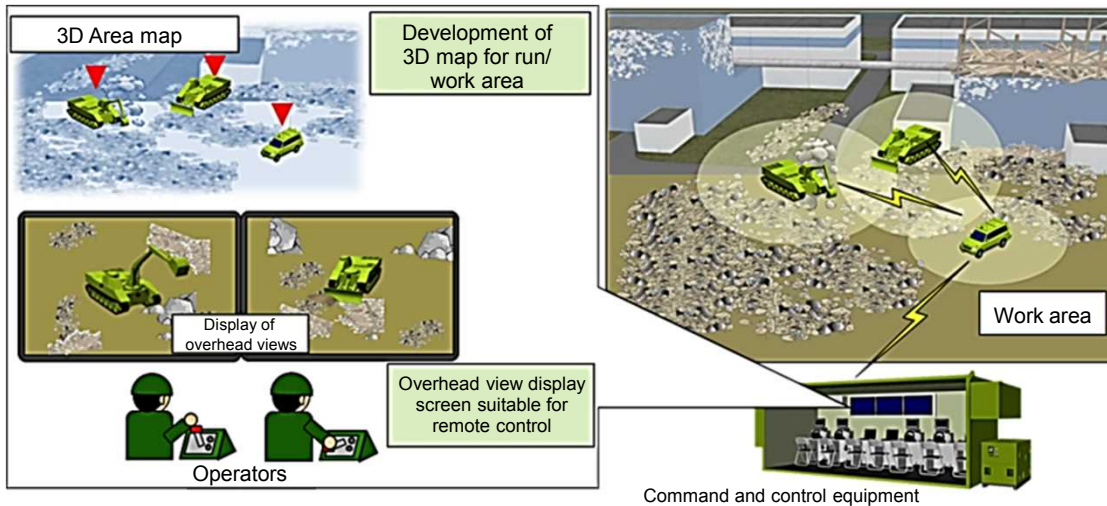 3D Area map
Development of
3D map for run/
work area
Display of
overhead views
Overhead view display
screen suitable for
remote control
Operators
Work area
Command and control equipment